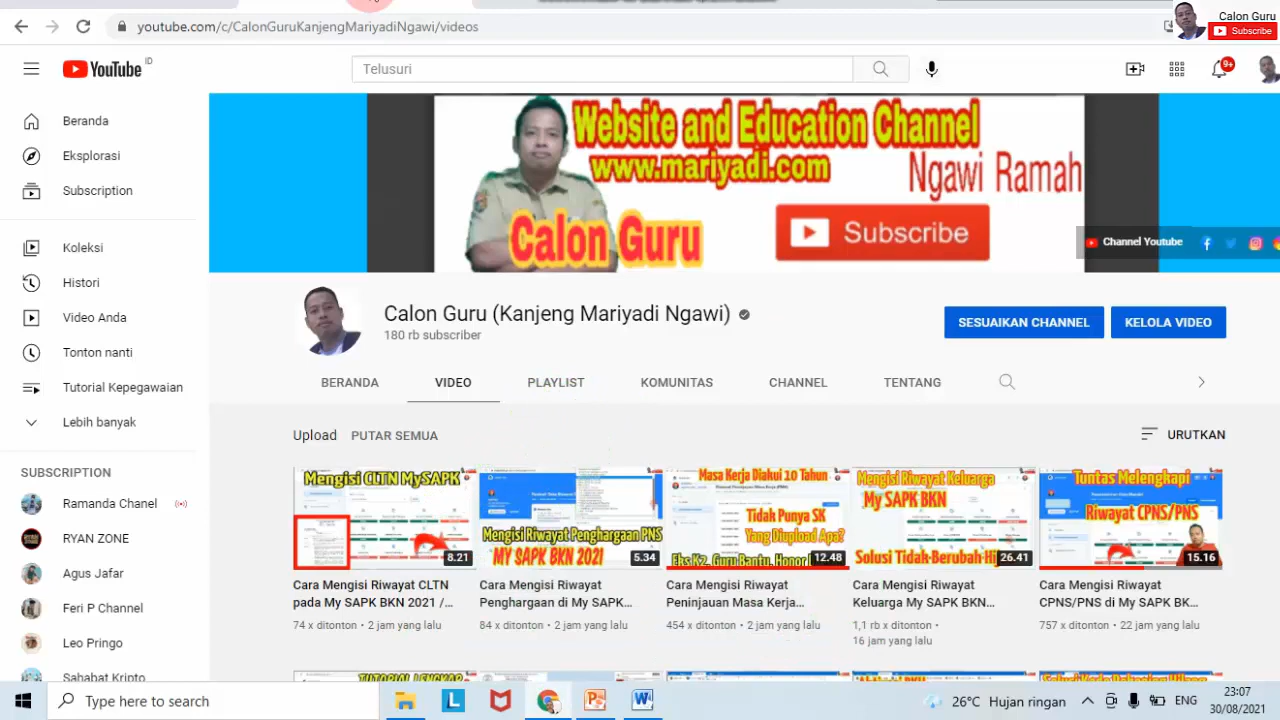 youtube.com/c/CalonGuruKanjengMariyadiNgawi/videos
Calon Guru
Subscribe
YouTube ID
Telusuri
9+
Beranda
Eksplorasi
Subscription
Koleksi
Histori
Video Anda
Tonton nanti
Tutorial Kepegawaian
Lebih banyak
SUBSCRIPTION
Ramanda Chanel
RYAN ZONE
Agus Jafar
Feri P Channel
Leo Pringo
Sahabat Kripto
Website and Education Channel
www.mariyadi.com
Ngawi Ramah
Calon Guru
Subscribe
Channel Youtube
Calon Guru (Kanjeng Mariyadi Ngawi)
180 rb subscriber
SESUAIKAN CHANNEL
KELOLA VIDEO
BERANDA
VIDEO
PLAYLIST
KOMUNITAS
CHANNEL
TENTANG
Upload
PUTAR SEMUA
URUTKAN
Mengisi CLTN MySAPK
8.21
Cara Mengisi Riwayat CLTN
pada My SAPK BKN 2021 /...
74 x ditonton • 2 jam yang lalu
Mengisi Riwayat Penghargaan PNS
MY SAPK BKN 2021
5.34
Cara Mengisi Riwayat
Penghargaan di My SAPK...
84 x ditonton • 2 jam yang lalu
Masa Kerja Diakui 10 Tahun
Tidak Punya SK
Yang Diupload Apa?
Eks K2, Guru Bantu, Honor
12.48
Cara Mengisi Riwayat
Peninjauan Masa Kerja...
454 x ditonton • 2 jam yang lalu
Mengisi Riwayat Keluarga
My SAPK BKN
Solusi Tidak Berubah
26.41
Cara Mengisi Riwayat
Keluarga My SAPK BKN...
1,1 rb x ditonton •
16 jam yang lalu
Tuntas Melengkapi
Riwayat CPNS/PNS
15.16
Cara Mengisi Riwayat
CPNS/PNS di My SAPK BK...
757 x ditonton • 22 jam yang lalu
Type here to search
26°C Hujan ringan
ENG
23:07
30/08/2021